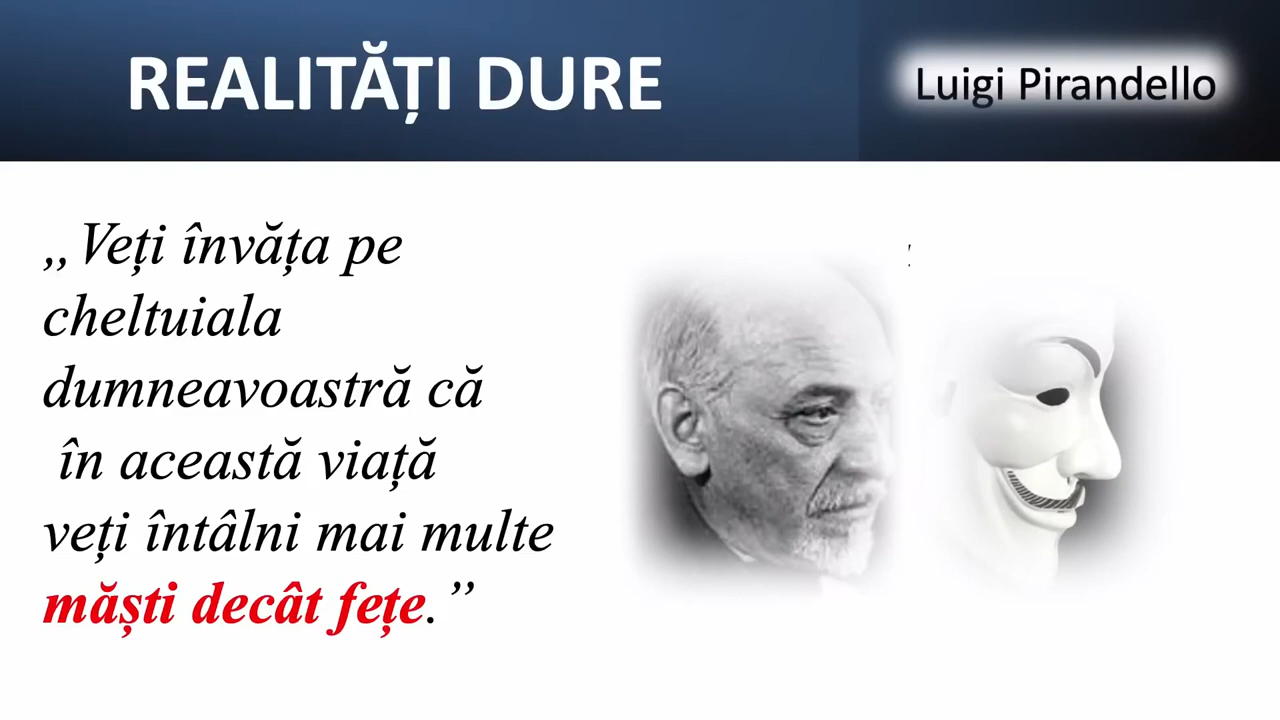 REALITĂȚI DURE
Luigi Pirandello
,,Veți învăța pe
cheltuiala
dumneavoastră că
în această viață
veți întâlni mai multe
măști decât fețe.”